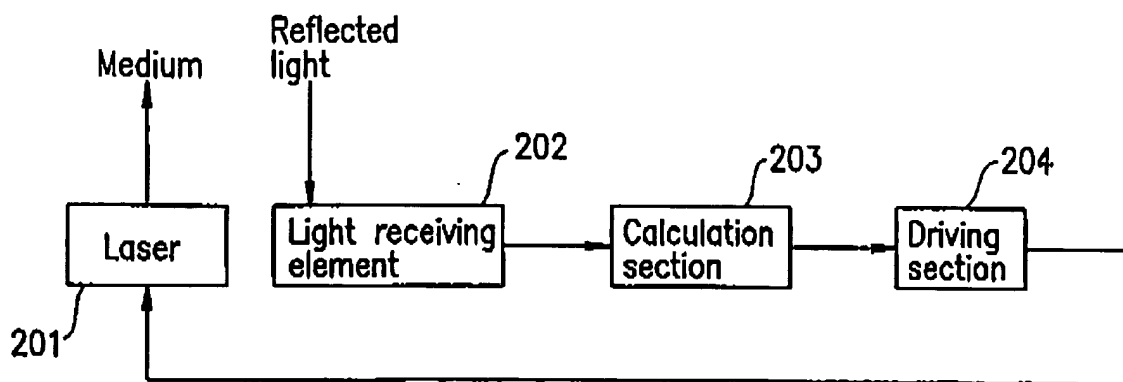 Reflected
light
Medium
202
203
204
Laser
Light receiving
element
Calculation
section
Driving
section
201